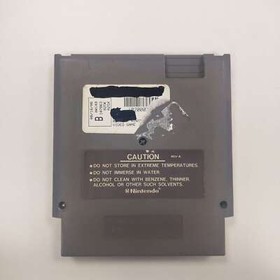 CAUTION
REV-A
• DO NOT STORE IN EXTREME TEMPERATURES.
• DO NOT IMMERSE IN WATER.
• DO NOT CLEAN WITH BENZENE, THINNER
ALCOHOL OR OTHER SUCH SOLVENTS.
Nintendo